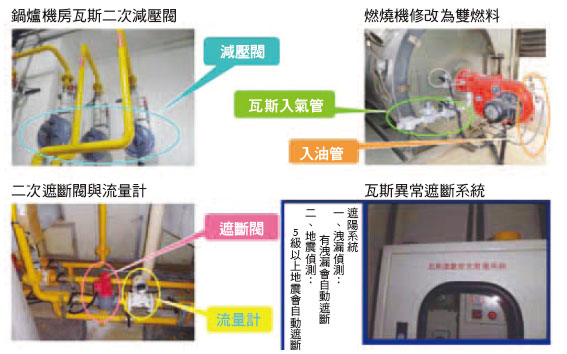 鍋爐機房瓦斯二次減壓閥
燃燒機修改為雙燃料
減壓閥
瓦斯入氣管
入油管
二次遮斷閥與流量計
瓦斯異常遮斷系統
遮斷閥
流量計
遮陽系統
一、洩漏偵測：
有洩漏會自動遮斷
二、地震偵測：
5級以上地震會自動遮斷